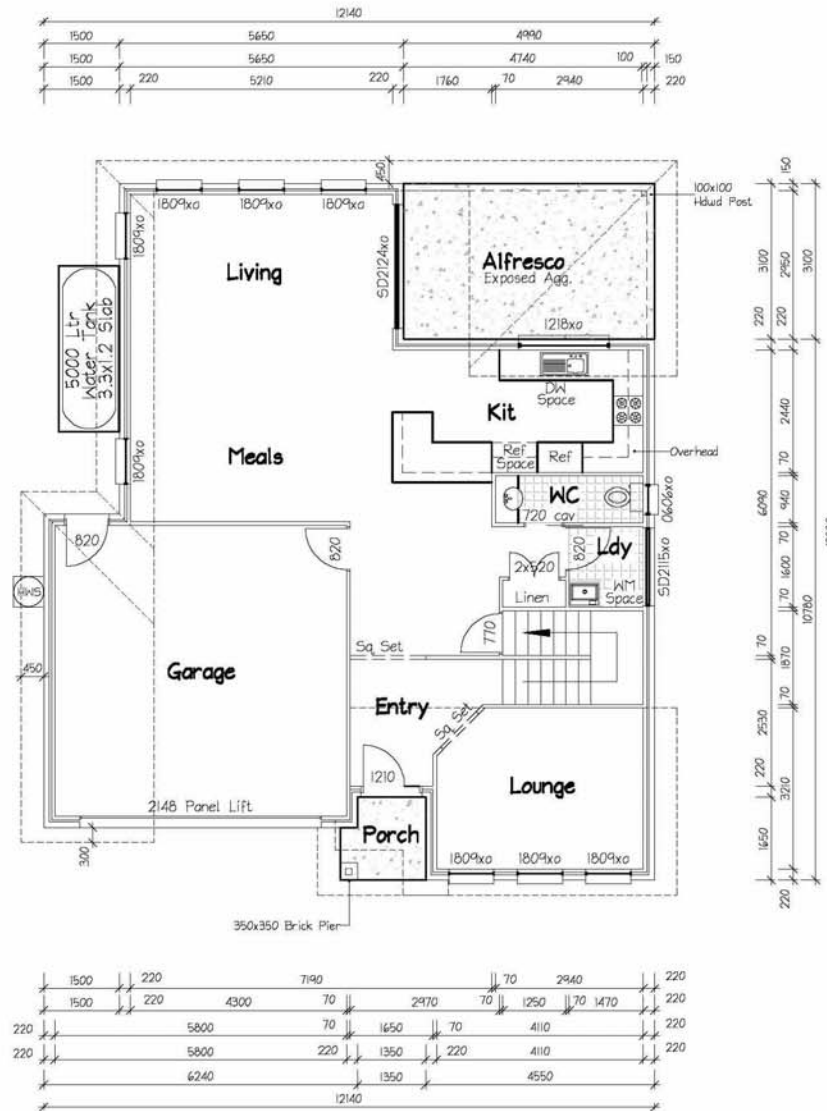 12140
1500 5650 4990
1500 5650 4740 100 150
1500 220 5210 220 1760 70 2940 220
450
1809xo 1809xo 1809xo
100x100
Hdwd Post
1809xo
Living
SD2124xo
Alfresco
Exposed Agg.
5000 Ltr
Water Tank
3.3x1.2 Slab
1218xo
DW
Space
Kit
Ref
Space
Ref
Overhead
Meals
1809xo
WC
720 cav
0606xo
820
820
820
Ldy
2x520
WM
Space
SD2115xo
Linen
HWS
770
Sq Set
Garage
450
Entry
Sq Set
1210
Lounge
2148 Panel Lift
Porch
300
1809xo 1809xo 1809xo
350x350 Brick Pier
150
3100 2950 3100
220 220
2440
70
6090 940
70
1600
70
10780
70
1870
70
2530
220 3210
1650
220
1500 220 7190 70 2940 220
1500 220 4300 70 2970 70 1250 70 1470 220
220 5800 70 1650 70 4110 220
220 5800 220 1350 220 4110 220
6240 1350 4550
12140